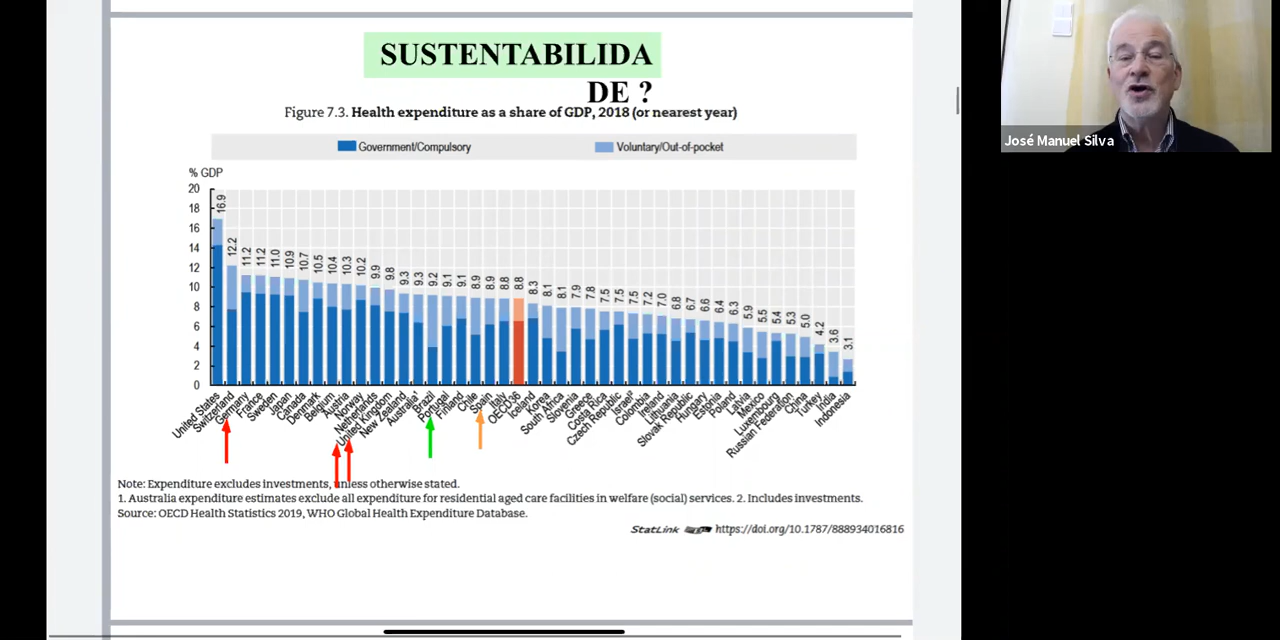 SUSTENTABILIDA
DE ?
Figure 7.3. Health expenditure as a share of GDP, 2018 (or nearest year)
Government/Compulsory
Voluntary/Out-of-pocket
% GDP
20
18
16
14
12
10
8
6
4
2
0
16.9
12.2
11.2
11.2
11.0
10.9
10.7
10.5
10.4
10.3
10.2
9.9
9.8
9.3
9.3
9.2
9.1
9.1
8.9
8.9
8.8
8.8
8.3
8.1
8.1
7.9
7.8
7.5
7.5
7.5
7.2
7.0
6.8
6.7
6.6
6.4
6.3
5.9
5.5
5.4
5.3
5.0
4.2
3.6
3.1
United States
Switzerland
Germany
France
Sweden
Japan
Canada
Denmark
Belgium
Austria
Norway
Netherlands
United Kingdom
New Zealand
Australia¹
Brazil
Portugal
Finland
Chile
Spain
Italy
OECD36
Iceland
Korea
South Africa
Slovenia
Greece
Costa Rica
Czech Republic
Israel²
Colombia
Ireland
Lithuania
Slovak Republic
Hungary
Estonia
Poland
Latvia
Mexico
Luxembourg
Russian Federation
China
Turkey
India
Indonesia
Note: Expenditure excludes investments, unless otherwise stated.
1. Australia expenditure estimates exclude all expenditure for residential aged care facilities in welfare (social) services. 2. Includes investments.
Source: OECD Health Statistics 2019, WHO Global Health Expenditure Database.
StatLink https://doi.org/10.1787/888934016816
José Manuel Silva